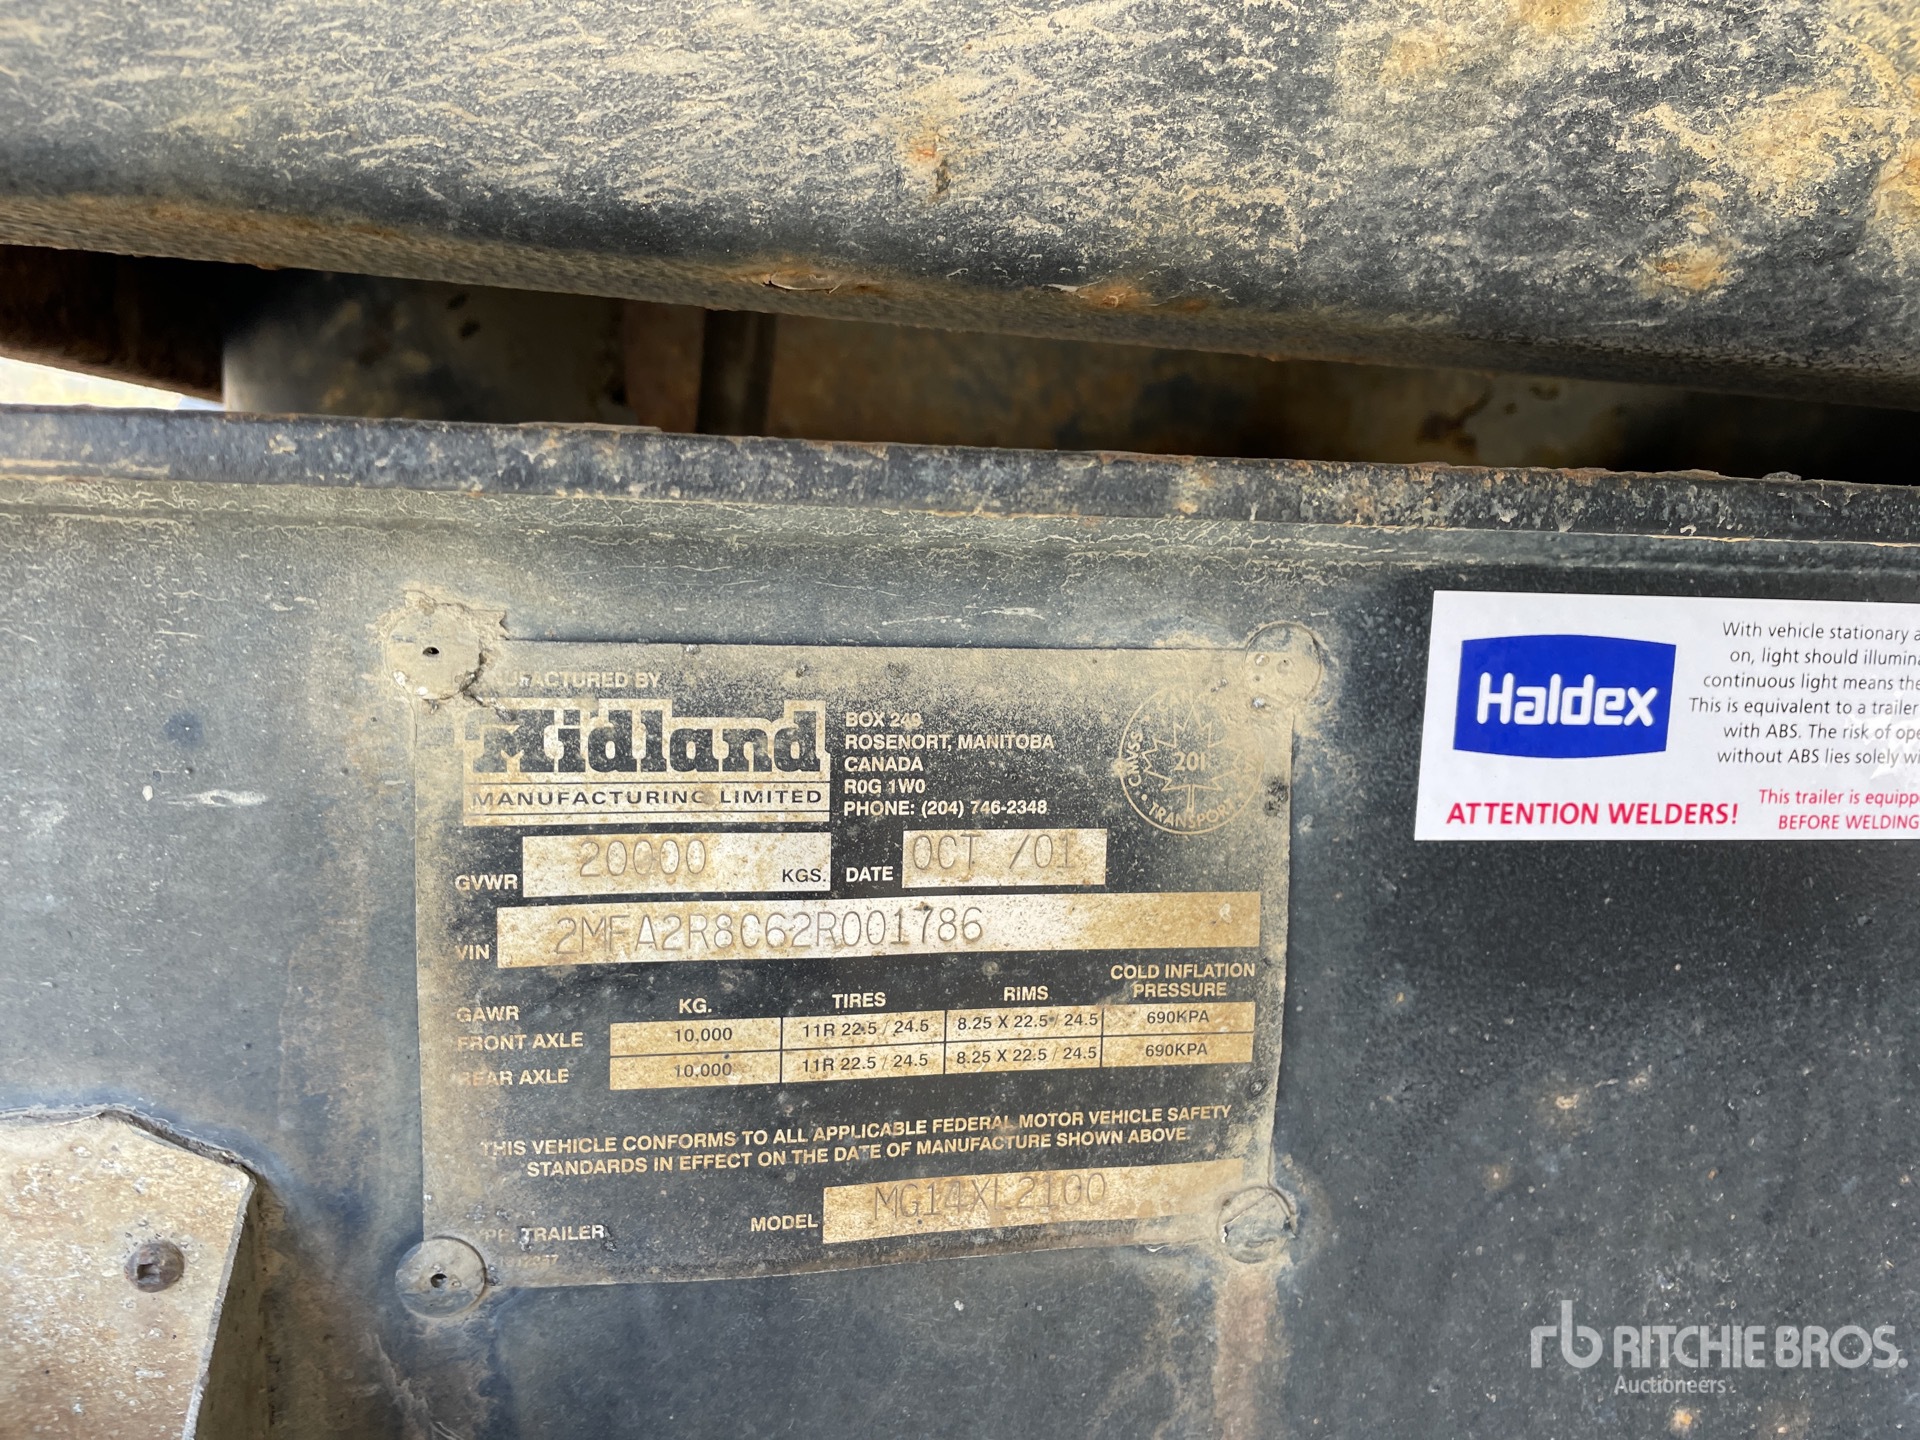 MANUFACTURED BY
Midland
MANUFACTURING LIMITED
BOX 249
ROSENORT, MANITOBA
CANADA
R0G 1W0
PHONE: (204) 746-2348
201
TRANSPORT
GVWR 20000 KGS. DATE OCT /01
VIN 2MFA2R8C62R001786
GAWR KG. TIRES RIMS COLD INFLATION PRESSURE
FRONT AXLE 10,000 11R 22.5 / 24.5 8.25 X 22.5 / 24.5 690KPA
REAR AXLE 10,000 11R 22.5 / 24.5 8.25 X 22.5 / 24.5 690KPA
THIS VEHICLE CONFORMS TO ALL APPLICABLE FEDERAL MOTOR VEHICLE SAFETY
STANDARDS IN EFFECT ON THE DATE OF MANUFACTURE SHOWN ABOVE.
TYPE: TRAILER MODEL MG14XL2100
Haldex
With vehicle stationary
on, light should
continuous light means
This is equivalent to a trailer
with ABS. The risk of
without ABS lies solely
ATTENTION WELDERS!
This trailer is
BEFORE WELDING
rb RITCHIE BROS.
Auctioneers